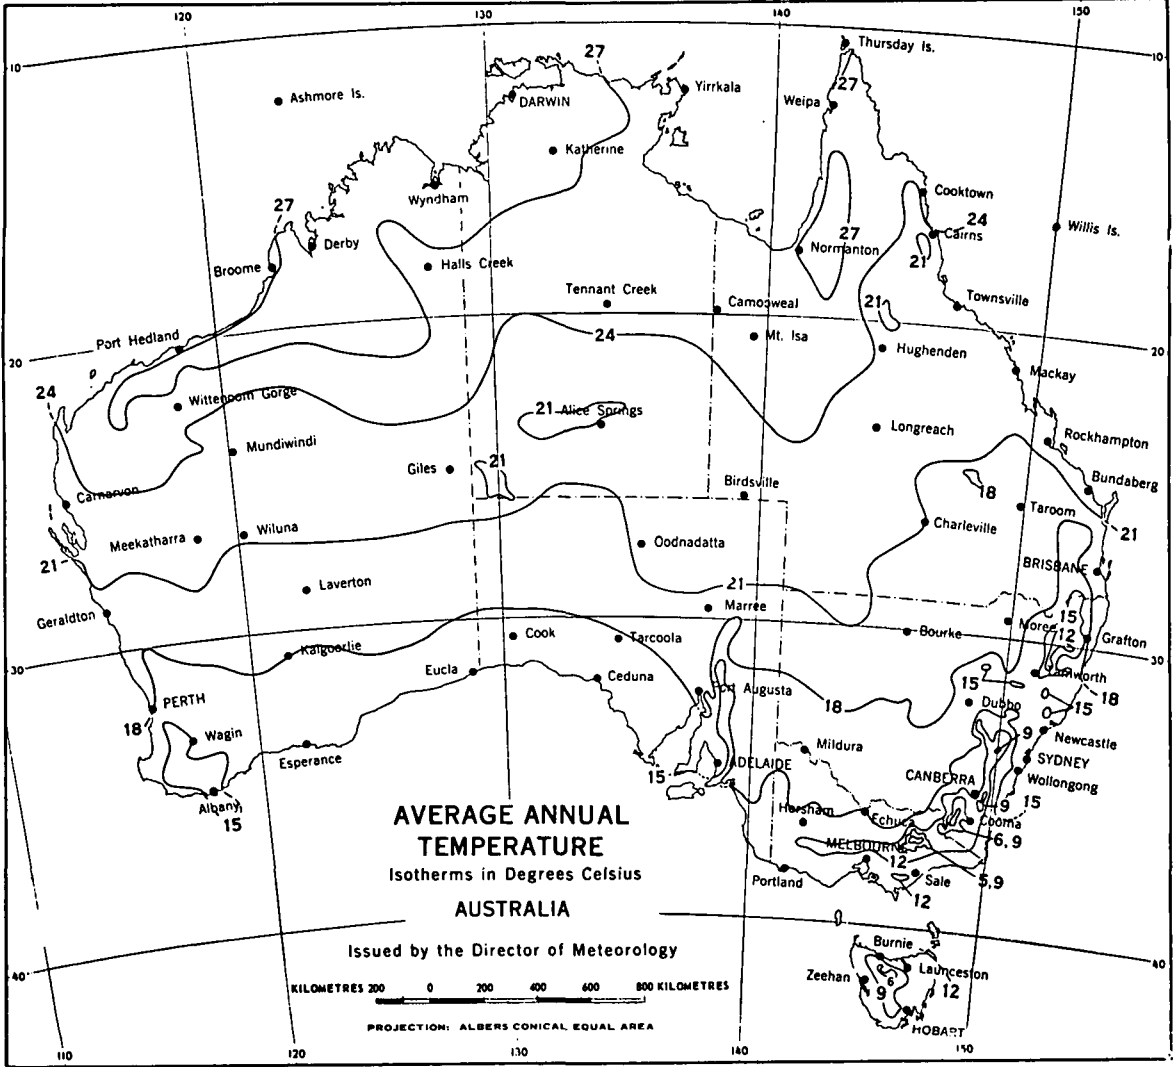 120
130
140
150
Thursday Is.
10
10
27
Ashmore Is.
DARWIN
Yirrkala
27
Weipa
Katherine
Wyndham
Cooktown
27
24
Cairns
Willis Is.
27
Derby
Normanton
21
Broome
Halls Creek
Tennant Creek
Camooweal
21
Townsville
Port Hedland
24
Mt. Isa
20
Hughenden
20
24
Wittenoom Gorge
Mackay
21
Alice Springs
Longreach
Rockhampton
Mundiwindi
Giles
21
Birdsville
18
Bundaberg
Carnarvon
Taroom
21
Wiluna
Charleville
Meekatharra
Oodnadatta
21
BRISBANE
Laverton
21
Marree
15
Geraldton
Moree
12
Grafton
Cook
Tarcoola
Bourke
Kalgoorlie
30
30
Eucla
Ceduna
Port Augusta
15
Tamworth
18
PERTH
18
Dubbo
15
18
Wagin
Mildura
9
Newcastle
Esperance
ADELAIDE
SYDNEY
15
CANBERRA
Wollongong
Albany
Horsham
Echuca
9
15
15
Cooma
6,9
MELBOURNE
12
Portland
Sale
5,9
12
AVERAGE ANNUAL
TEMPERATURE
Isotherms in Degrees Celsius
AUSTRALIA
Issued by the Director of Meteorology
KILOMETRES 200 0 200 400 600 800 KILOMETRES
PROJECTION: ALBERS CONICAL EQUAL AREA
Burnie
Launceston
Zeehan
6
9
12
HOBART
40
40
110
120
130
140
150